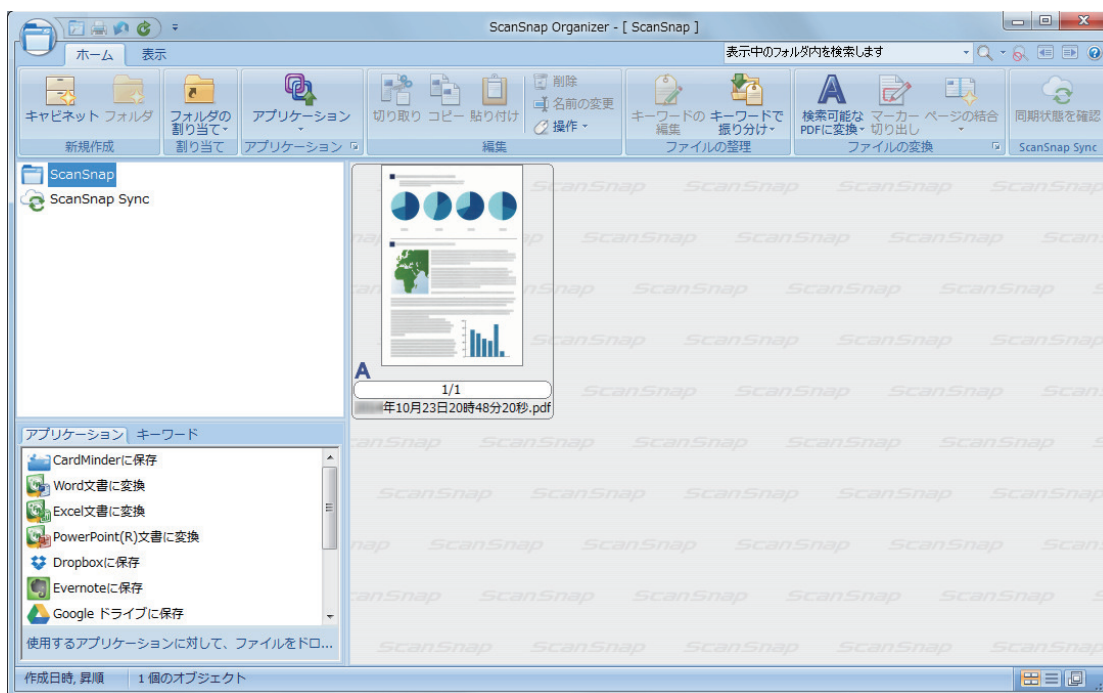 ScanSnap Organizer - [ ScanSnap ]
ホーム 表示
表示中のフォルダ内を検索します
キャビネット フォルダ
新規作成
フォルダの
割り当て
割り当て
アプリケーション
アプリケーション
切り取り コピー 貼り付け
削除
名前の変更
操作
編集
キーワードの
編集
キーワードで
振り分け
ファイルの整理
検索可能な
PDFに変換
マーカー
切り出し
ページの結合
ファイルの変換
同期状態を確認
ScanSnap Sync
ScanSnap
ScanSnap Sync
A
1/1
年10月23日20時48分20秒.pdf
アプリケーション キーワード
CardMinderに保存
Word文書に変換
Excel文書に変換
PowerPoint(R)文書に変換
Dropboxに保存
Evernoteに保存
Google ドライブに保存
使用するアプリケーションに対して、ファイルをドロ...
作成日時, 昇順 1 個のオブジェクト